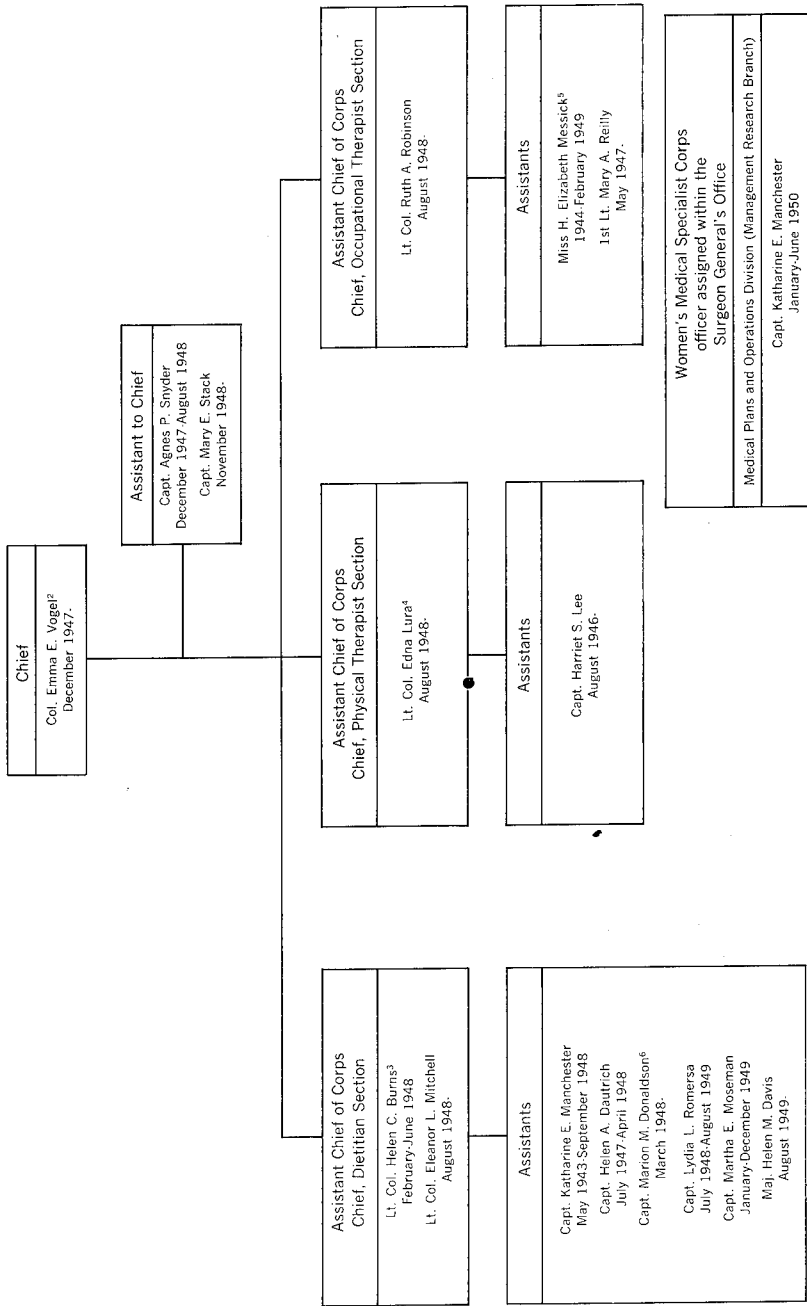 Chief
Col. Emma E. Vogel²
December 1947-
Assistant to Chief
Capt. Agnes P. Snyder
December 1947-August 1948
Capt. Mary E. Stack
November 1948-
Assistant Chief of Corps
Chief, Dietitian Section
Lt. Col. Helen C. Burns³
February-June 1948
Lt. Col. Eleanor L. Mitchell
August 1948-
Assistants
Capt. Katharine E. Manchester
May 1943-September 1948
Capt. Helen A. Dautrich
July 1947-April 1948
Capt. Marion M. Donaldson⁶
March 1948-
Capt. Lydia L. Romersa
July 1948-August 1949
Capt. Martha E. Moseman
January-December 1949
Maj. Helen M. Davis
August 1949-
Assistant Chief of Corps
Chief, Physical Therapist Section
Lt. Col. Edna Lura⁴
August 1948-
Assistants
Capt. Harriet S. Lee
August 1946-
Assistant Chief of Corps
Chief, Occupational Therapist Section
Lt. Col. Ruth A. Robinson
August 1948-
Assistants
Miss H. Elizabeth Messick⁵
1944-February 1949
1st Lt. Mary A. Reilly
May 1947-
Women's Medical Specialist Corps
officer assigned within the
Surgeon General's Office
Medical Plans and Operations Division (Management Research Branch)
Capt. Katharine E. Manchester
January-June 1950